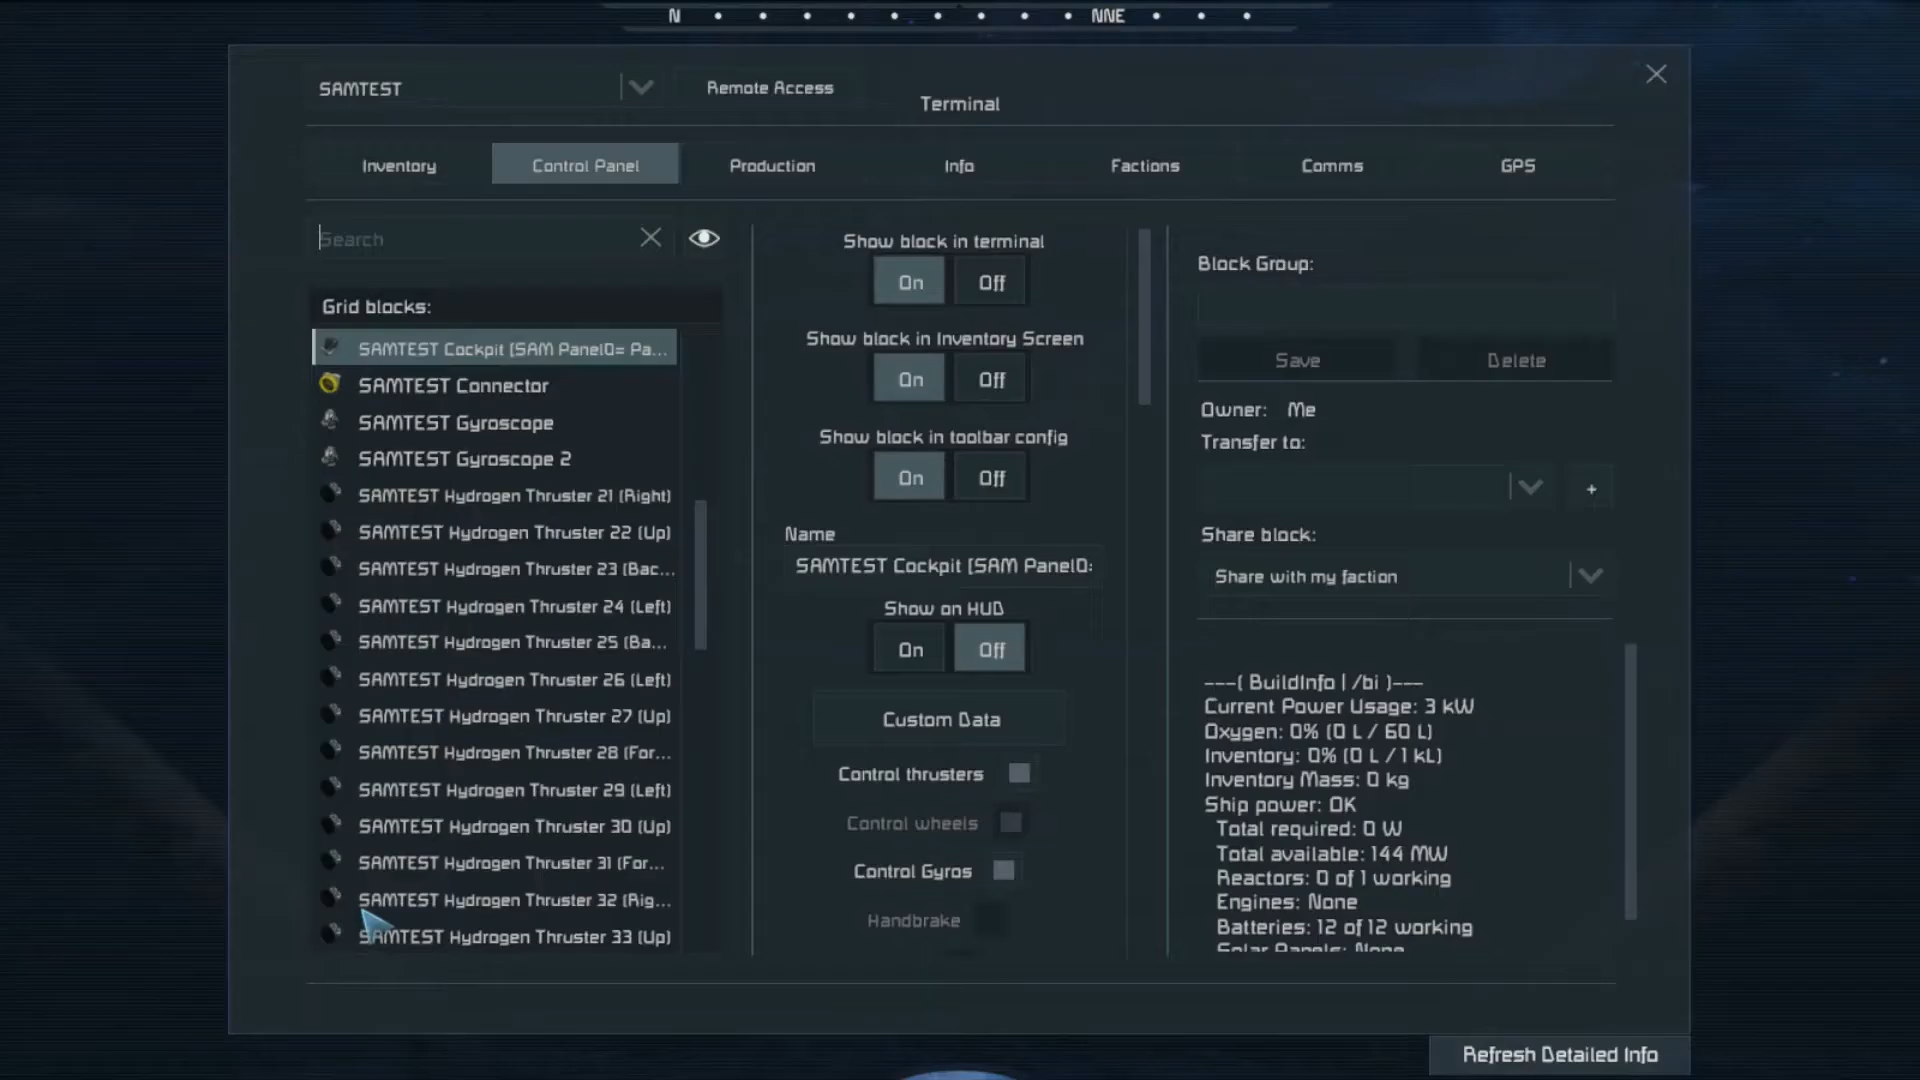 N NNE
SAMTEST Remote Access
Terminal
Inventory Control Panel Production Info Factions Comms GPS
Search
Grid blocks:
SAMTEST Cockpit [SAM Panel0= Pa...
SAMTEST Connector
SAMTEST Gyroscope
SAMTEST Gyroscope 2
SAMTEST Hydrogen Thruster 21 (Right)
SAMTEST Hydrogen Thruster 22 (Up)
SAMTEST Hydrogen Thruster 23 (Bac...
SAMTEST Hydrogen Thruster 24 (Left)
SAMTEST Hydrogen Thruster 25 (Ba...
SAMTEST Hydrogen Thruster 26 (Left)
SAMTEST Hydrogen Thruster 27 (Up)
SAMTEST Hydrogen Thruster 28 (For...
SAMTEST Hydrogen Thruster 29 (Left)
SAMTEST Hydrogen Thruster 30 (Up)
SAMTEST Hydrogen Thruster 31 (For...
SAMTEST Hydrogen Thruster 32 (Rig...
SAMTEST Hydrogen Thruster 33 (Up)
Show block in terminal
On Off
Show block in Inventory Screen
On Off
Show block in toolbar config
On Off
Name
SAMTEST Cockpit [SAM Panel0=
Show on HUD
On Off
Custom Data
Control thrusters
Control wheels
Control Gyros
Handbrake
Block Group:
Save Delete
Owner: Me
Transfer to:
+
Share block:
Share with my faction
---( BuildInfo | /bi )---
Current Power Usage: 3 kW
Oxygen: 0% (0 L / 60 L)
Inventory: 0% (0 L / 1 kL)
Inventory Mass: 0 kg
Ship power: OK
Total required: 0 W
Total available: 144 MW
Reactors: 0 of 1 working
Engines: None
Batteries: 12 of 12 working
Solar Panels: None
Refresh Detailed Info